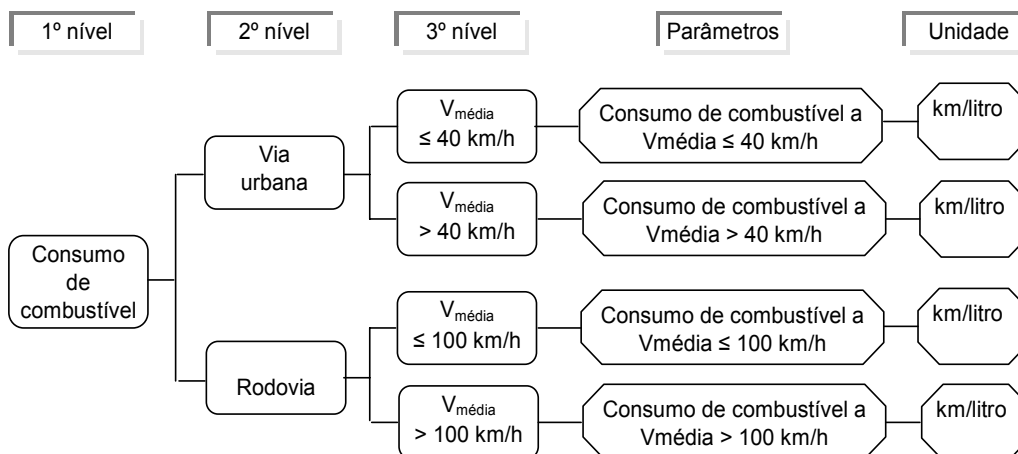 1º nível
2º nível
3º nível
Parâmetros
Unidade
Consumo
de
combustível
Via
urbana
Rodovia
Vmédia
≤ 40 km/h
Consumo de combustível a
Vmédia ≤ 40 km/h
km/litro
Vmédia
> 40 km/h
Consumo de combustível a
Vmédia > 40 km/h
km/litro
Vmédia
≤ 100 km/h
Consumo de combustível a
Vmédia ≤ 100 km/h
km/litro
Vmédia
> 100 km/h
Consumo de combustível a
Vmédia > 100 km/h
km/litro